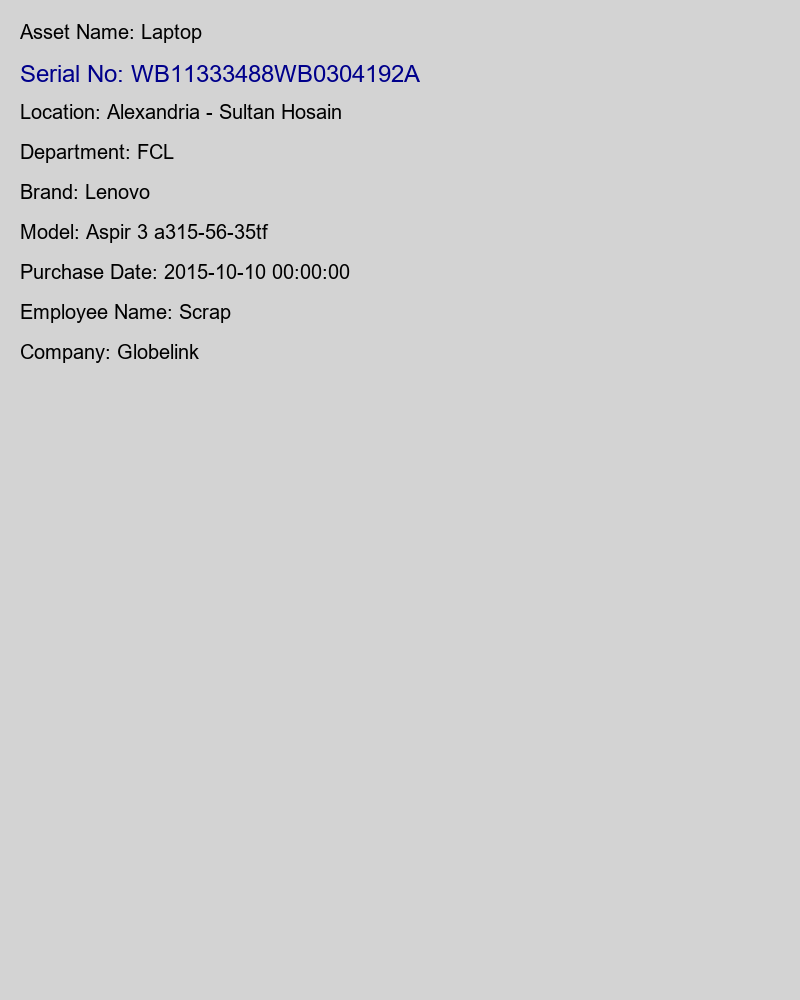 Asset Name: Laptop
Serial No: WB11333488WB0304192A
Location: Alexandria - Sultan Hosain
Department: FCL
Brand: Lenovo
Model: Aspir 3 a315-56-35tf
Purchase Date: 2015-10-10 00:00:00
Employee Name: Scrap
Company: Globelink